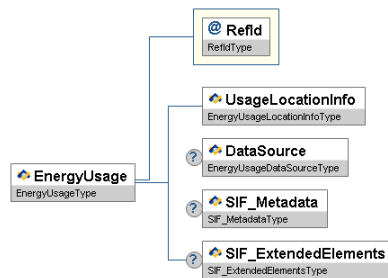 @ RefId
RefIdType
UsageLocationInfo
EnergyUsageLocationInfoType
? DataSource
EnergyUsageDataSourceType
EnergyUsage
EnergyUsageType
? SIF_Metadata
SIF_MetadataType
? SIF_ExtendedElements
SIF_ExtendedElementsType